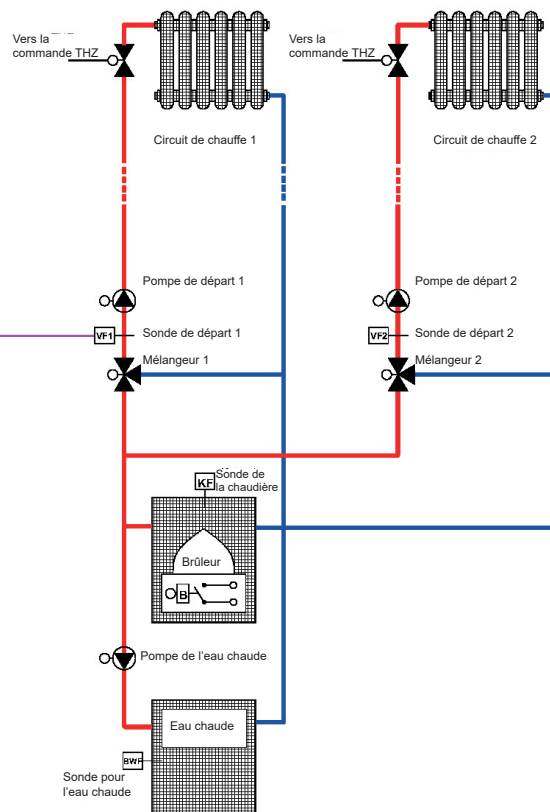 Vers la
commande THZ
Vers la
commande THZ
Circuit de chauffe 1
Circuit de chauffe 2
Pompe de départ 1
Pompe de départ 2
VF1
Sonde de départ 1
VF2
Sonde de départ 2
Mélangeur 1
Mélangeur 2
KF
Sonde de
la chaudière
Brûleur
B
Pompe de l'eau chaude
Eau chaude
BWF
Sonde pour
l'eau chaude